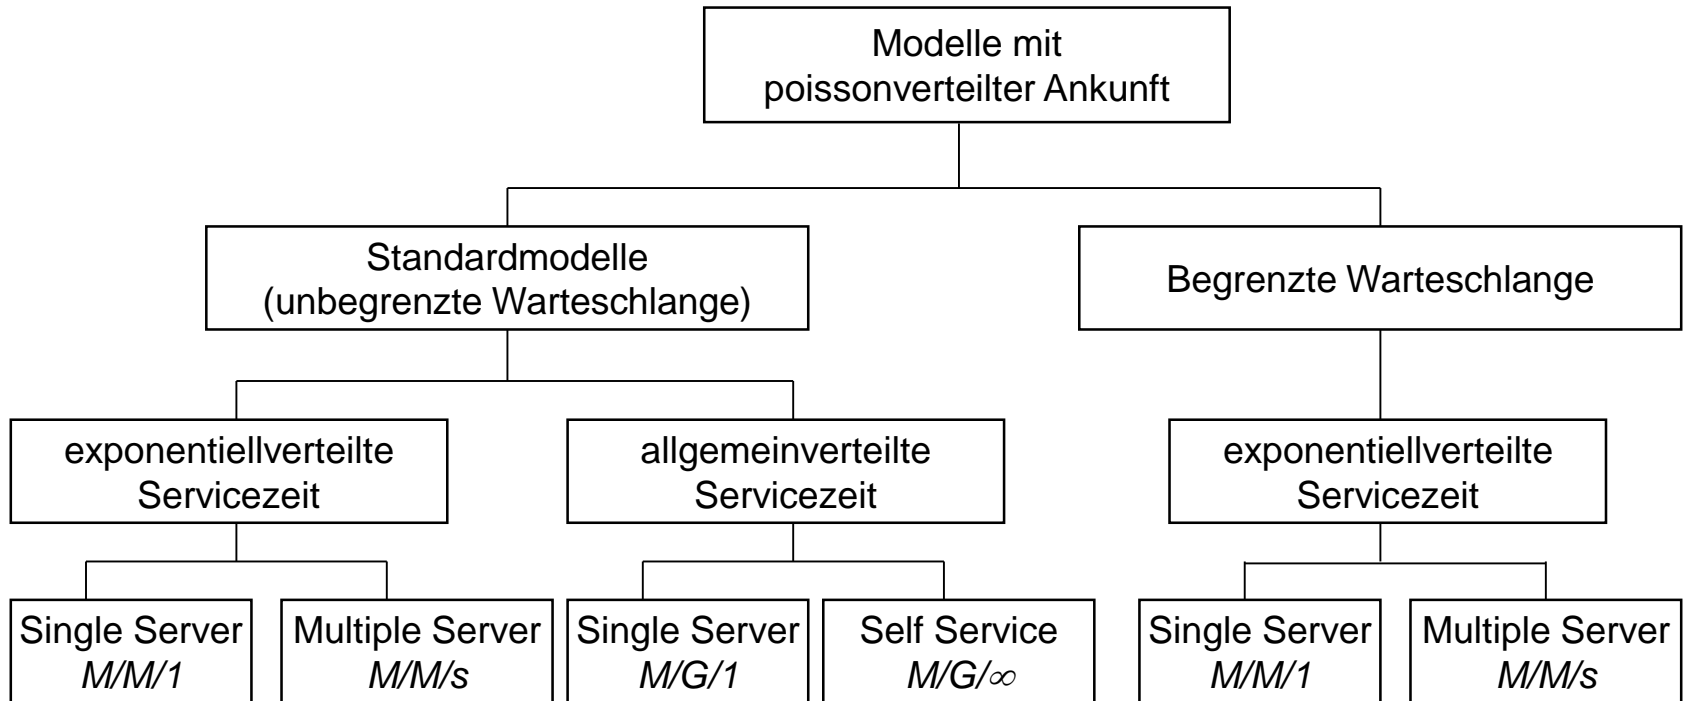 Modelle mit
poissonverteilter Ankunft
Standardmodelle
(unbegrenzte Warteschlange)
Begrenzte Warteschlange
exponentiellverteilte
Servicezeit
allgemeinverteilte
Servicezeit
exponentiellverteilte
Servicezeit
Single Server
M/M/1
Multiple Server
M/M/s
Single Server
M/G/1
Self Service
M/G/∞
Single Server
M/M/1
Multiple Server
M/M/s